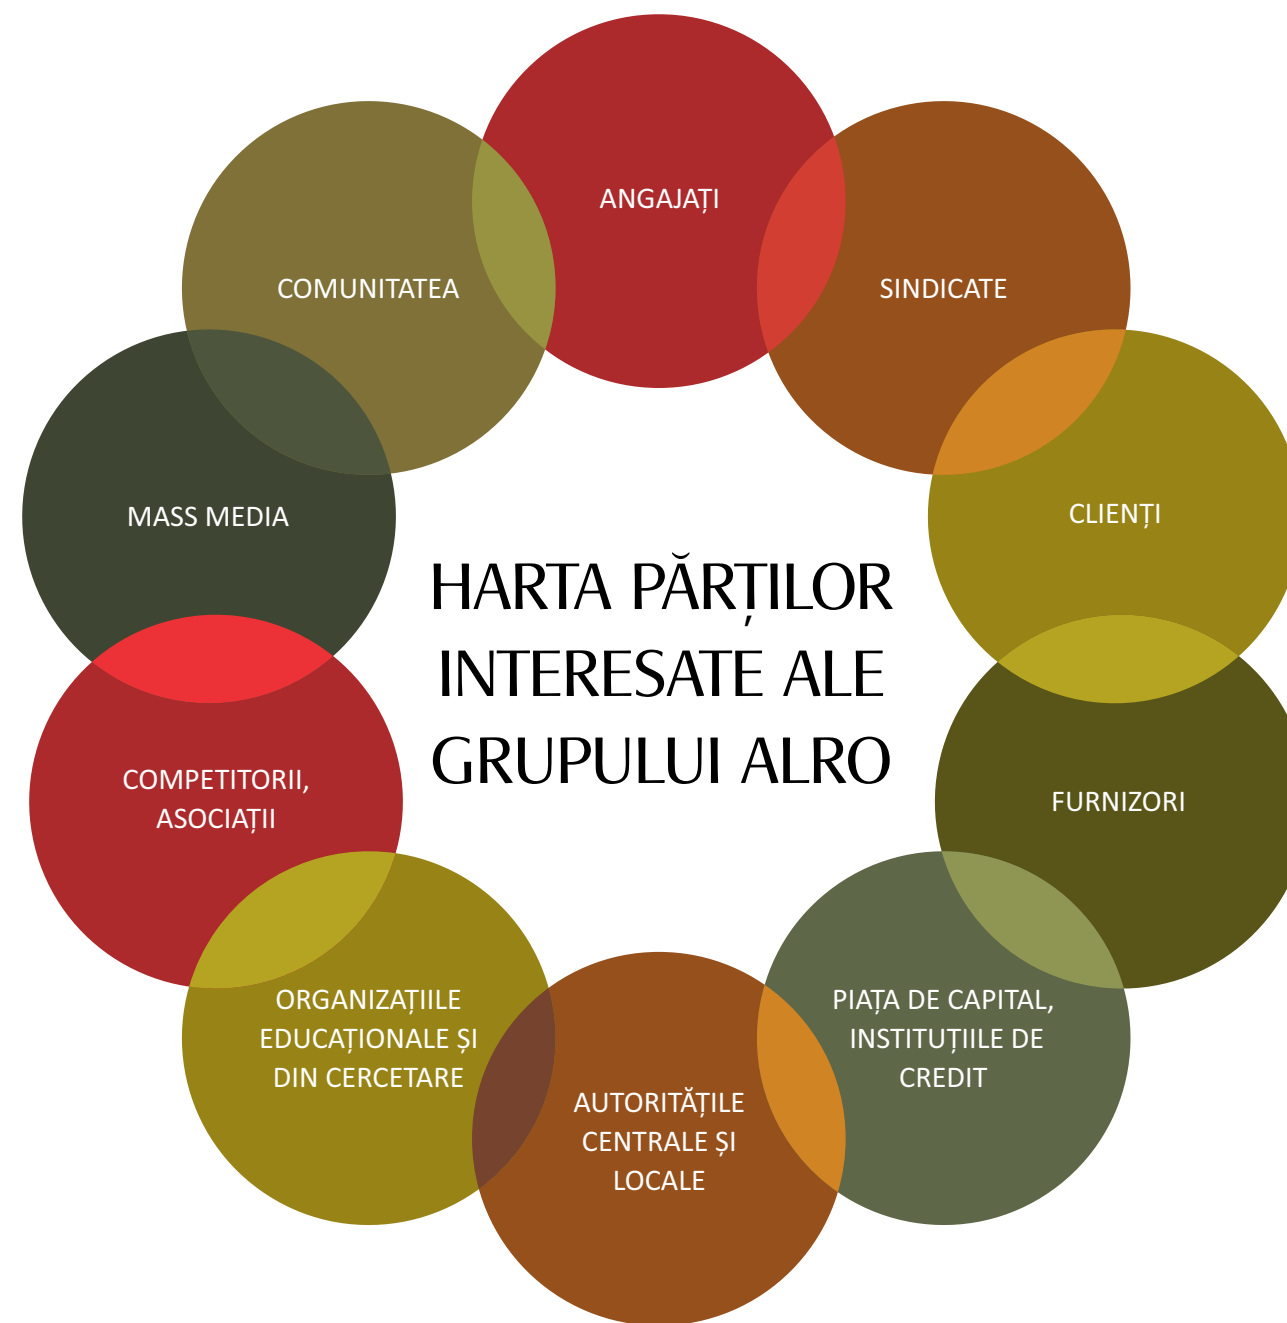 ANGAJAȚI
SINDICATE
CLIENȚI
FURNIZORI
PIAȚA DE CAPITAL,
INSTITUȚIILE DE
CREDIT
AUTORITĂȚILE
CENTRALE ȘI
LOCALE
ORGANIZAȚIILE
EDUCAȚIONALE ȘI
DIN CERCETARE
COMPETITORII,
ASOCIAȚII
MASS MEDIA
COMUNITATEA
HARTA PĂRȚILOR
INTERESATE ALE
GRUPULUI ALRO